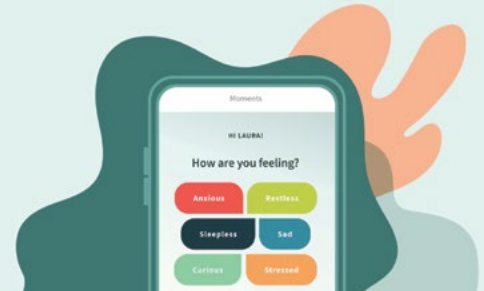 Moments
HI LAURA!
How are you feeling?
Anxious Restless
Sleepless Sad
Curious Stressed